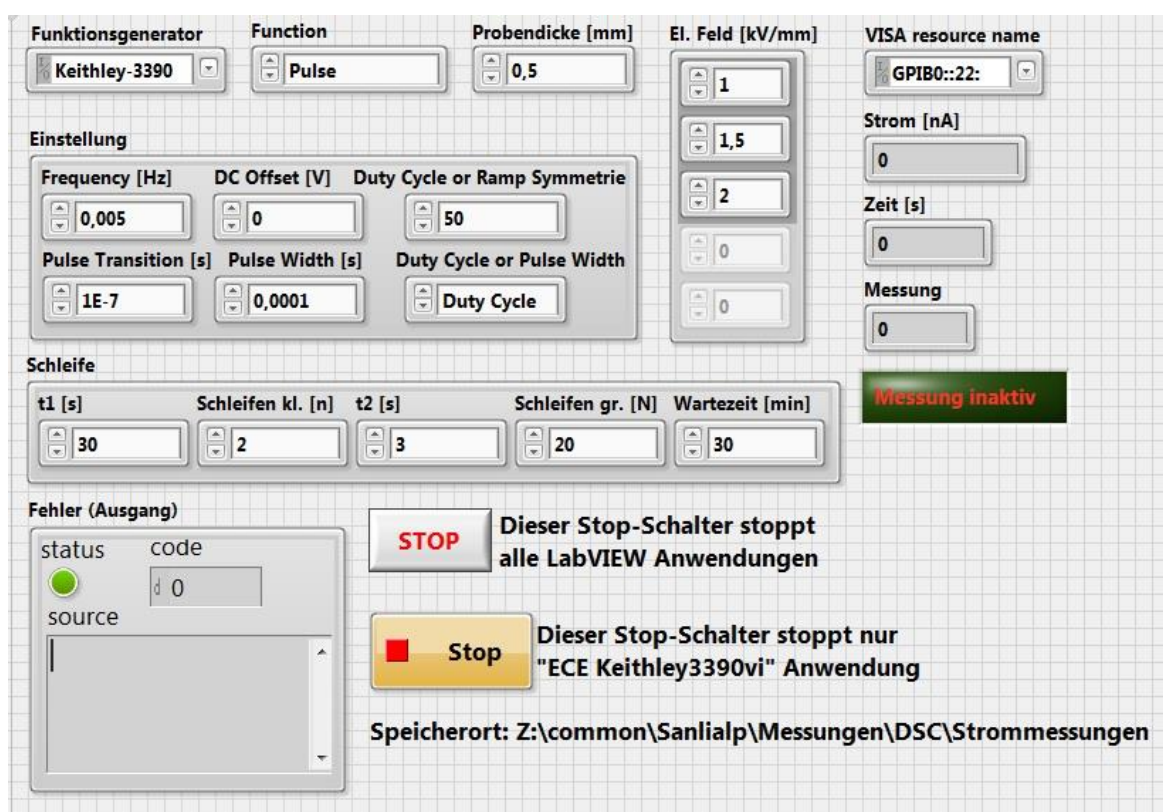 Funktionsgenerator
Keithley-3390
Function
Pulse
Probendicke [mm]
0,5
El. Feld [kV/mm]
1
1,5
2
0
0
VISA resource name
GPIB0::22:
Strom [nA]
0
Zeit [s]
0
Messung
0
Messung inaktiv
Einstellung
Frequency [Hz]
0,005
DC Offset [V]
0
Duty Cycle or Ramp Symmetrie
50
Pulse Transition [s]
1E-7
Pulse Width [s]
0,0001
Duty Cycle or Pulse Width
Duty Cycle
Schleife
t1 [s]
30
Schleifen kl. [n]
2
t2 [s]
3
Schleifen gr. [N]
20
Wartezeit [min]
30
Fehler (Ausgang)
status
code
d 0
source
STOP
Dieser Stop-Schalter stoppt
alle LabVIEW Anwendungen
Stop
Dieser Stop-Schalter stoppt nur
"ECE Keithley3390vi" Anwendung
Speicherort: Z:\common\Sanlialp\Messungen\DSC\Strommessungen